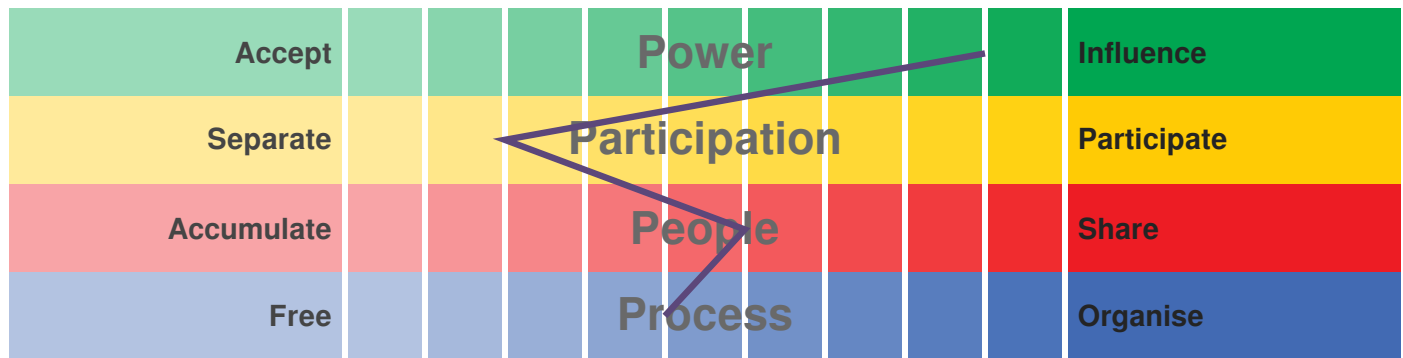 Accept Power Influence
Separate Participation Participate
Accumulate People Share
Free Process Organise